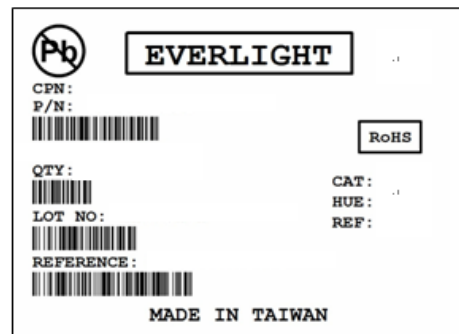 Pb
EVERLIGHT
CPN:
P/N:
RoHS
QTY:
CAT:
HUE:
LOT NO:
REF:
REFERENCE:
MADE IN TAIWAN